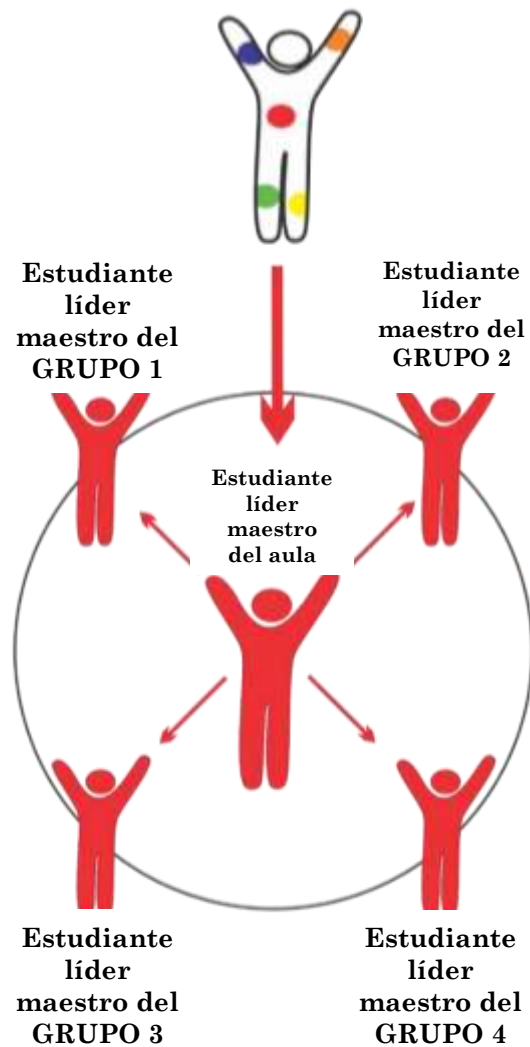 Estudiante
líder
maestro del
GRUPO 1
Estudiante
líder
maestro del
GRUPO 2
Estudiante
líder
maestro
del aula
Estudiante
líder
maestro del
GRUPO 3
Estudiante
líder
maestro del
GRUPO 4